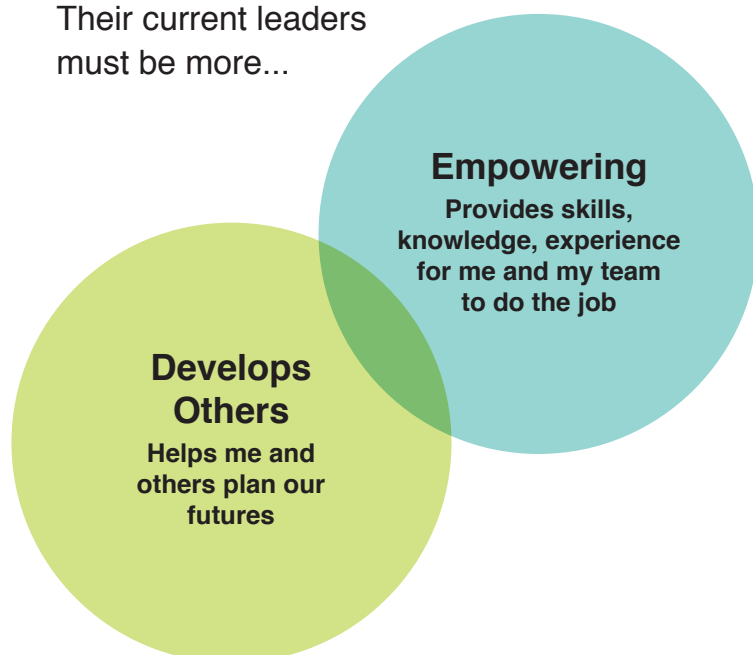 Their current leaders
must be more...
Empowering
Provides skills,
knowledge, experience
for me and my team
to do the job
Develops
Others
Helps me and
others plan our
futures